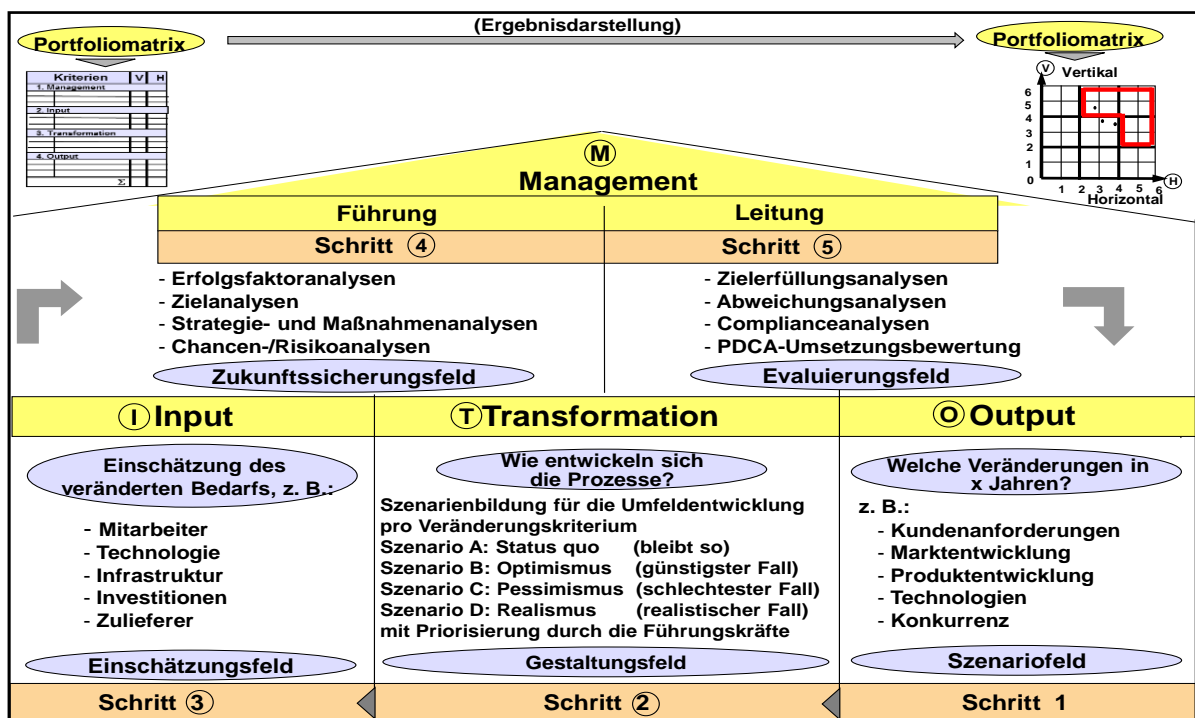 (Ergebnisdarstellung)
Portfoliomatrix
Portfoliomatrix
Kriterien V H
1. Management
2. Input
3. Transformation
4. Output
Σ
V Vertikal
6
5
4
3
2
1
0
1 2 3 4 5 6
H
Horizontal
M
Management
Führung
Leitung
Schritt 4
Schritt 5
- Erfolgsfaktoranalysen
- Zielanalysen
- Strategie- und Maßnahmenanalysen
- Chancen-/Risikoanalysen
Zukunftssicherungsfeld
- Zielerfüllungsanalysen
- Abweichungsanalysen
- Complianceanalysen
- PDCA-Umsetzungsbewertung
Evaluierungsfeld
I Input
T Transformation
O Output
Einschätzung des
veränderten Bedarfs, z. B.:
- Mitarbeiter
- Technologie
- Infrastruktur
- Investitionen
- Zulieferer
Einschätzungsfeld
Wie entwickeln sich
die Prozesse?
Szenarienbildung für die Umfeldentwicklung
pro Veränderungskriterium
Szenario A: Status quo (bleibt so)
Szenario B: Optimismus (günstigster Fall)
Szenario C: Pessimismus (schlechtester Fall)
Szenario D: Realismus (realistischer Fall)
mit Priorisierung durch die Führungskräfte
Gestaltungsfeld
Welche Veränderungen in
x Jahren?
z. B.:
- Kundenanforderungen
- Marktentwicklung
- Produktentwicklung
- Technologien
- Konkurrenz
Szenariofeld
Schritt 3
Schritt 2
Schritt 1